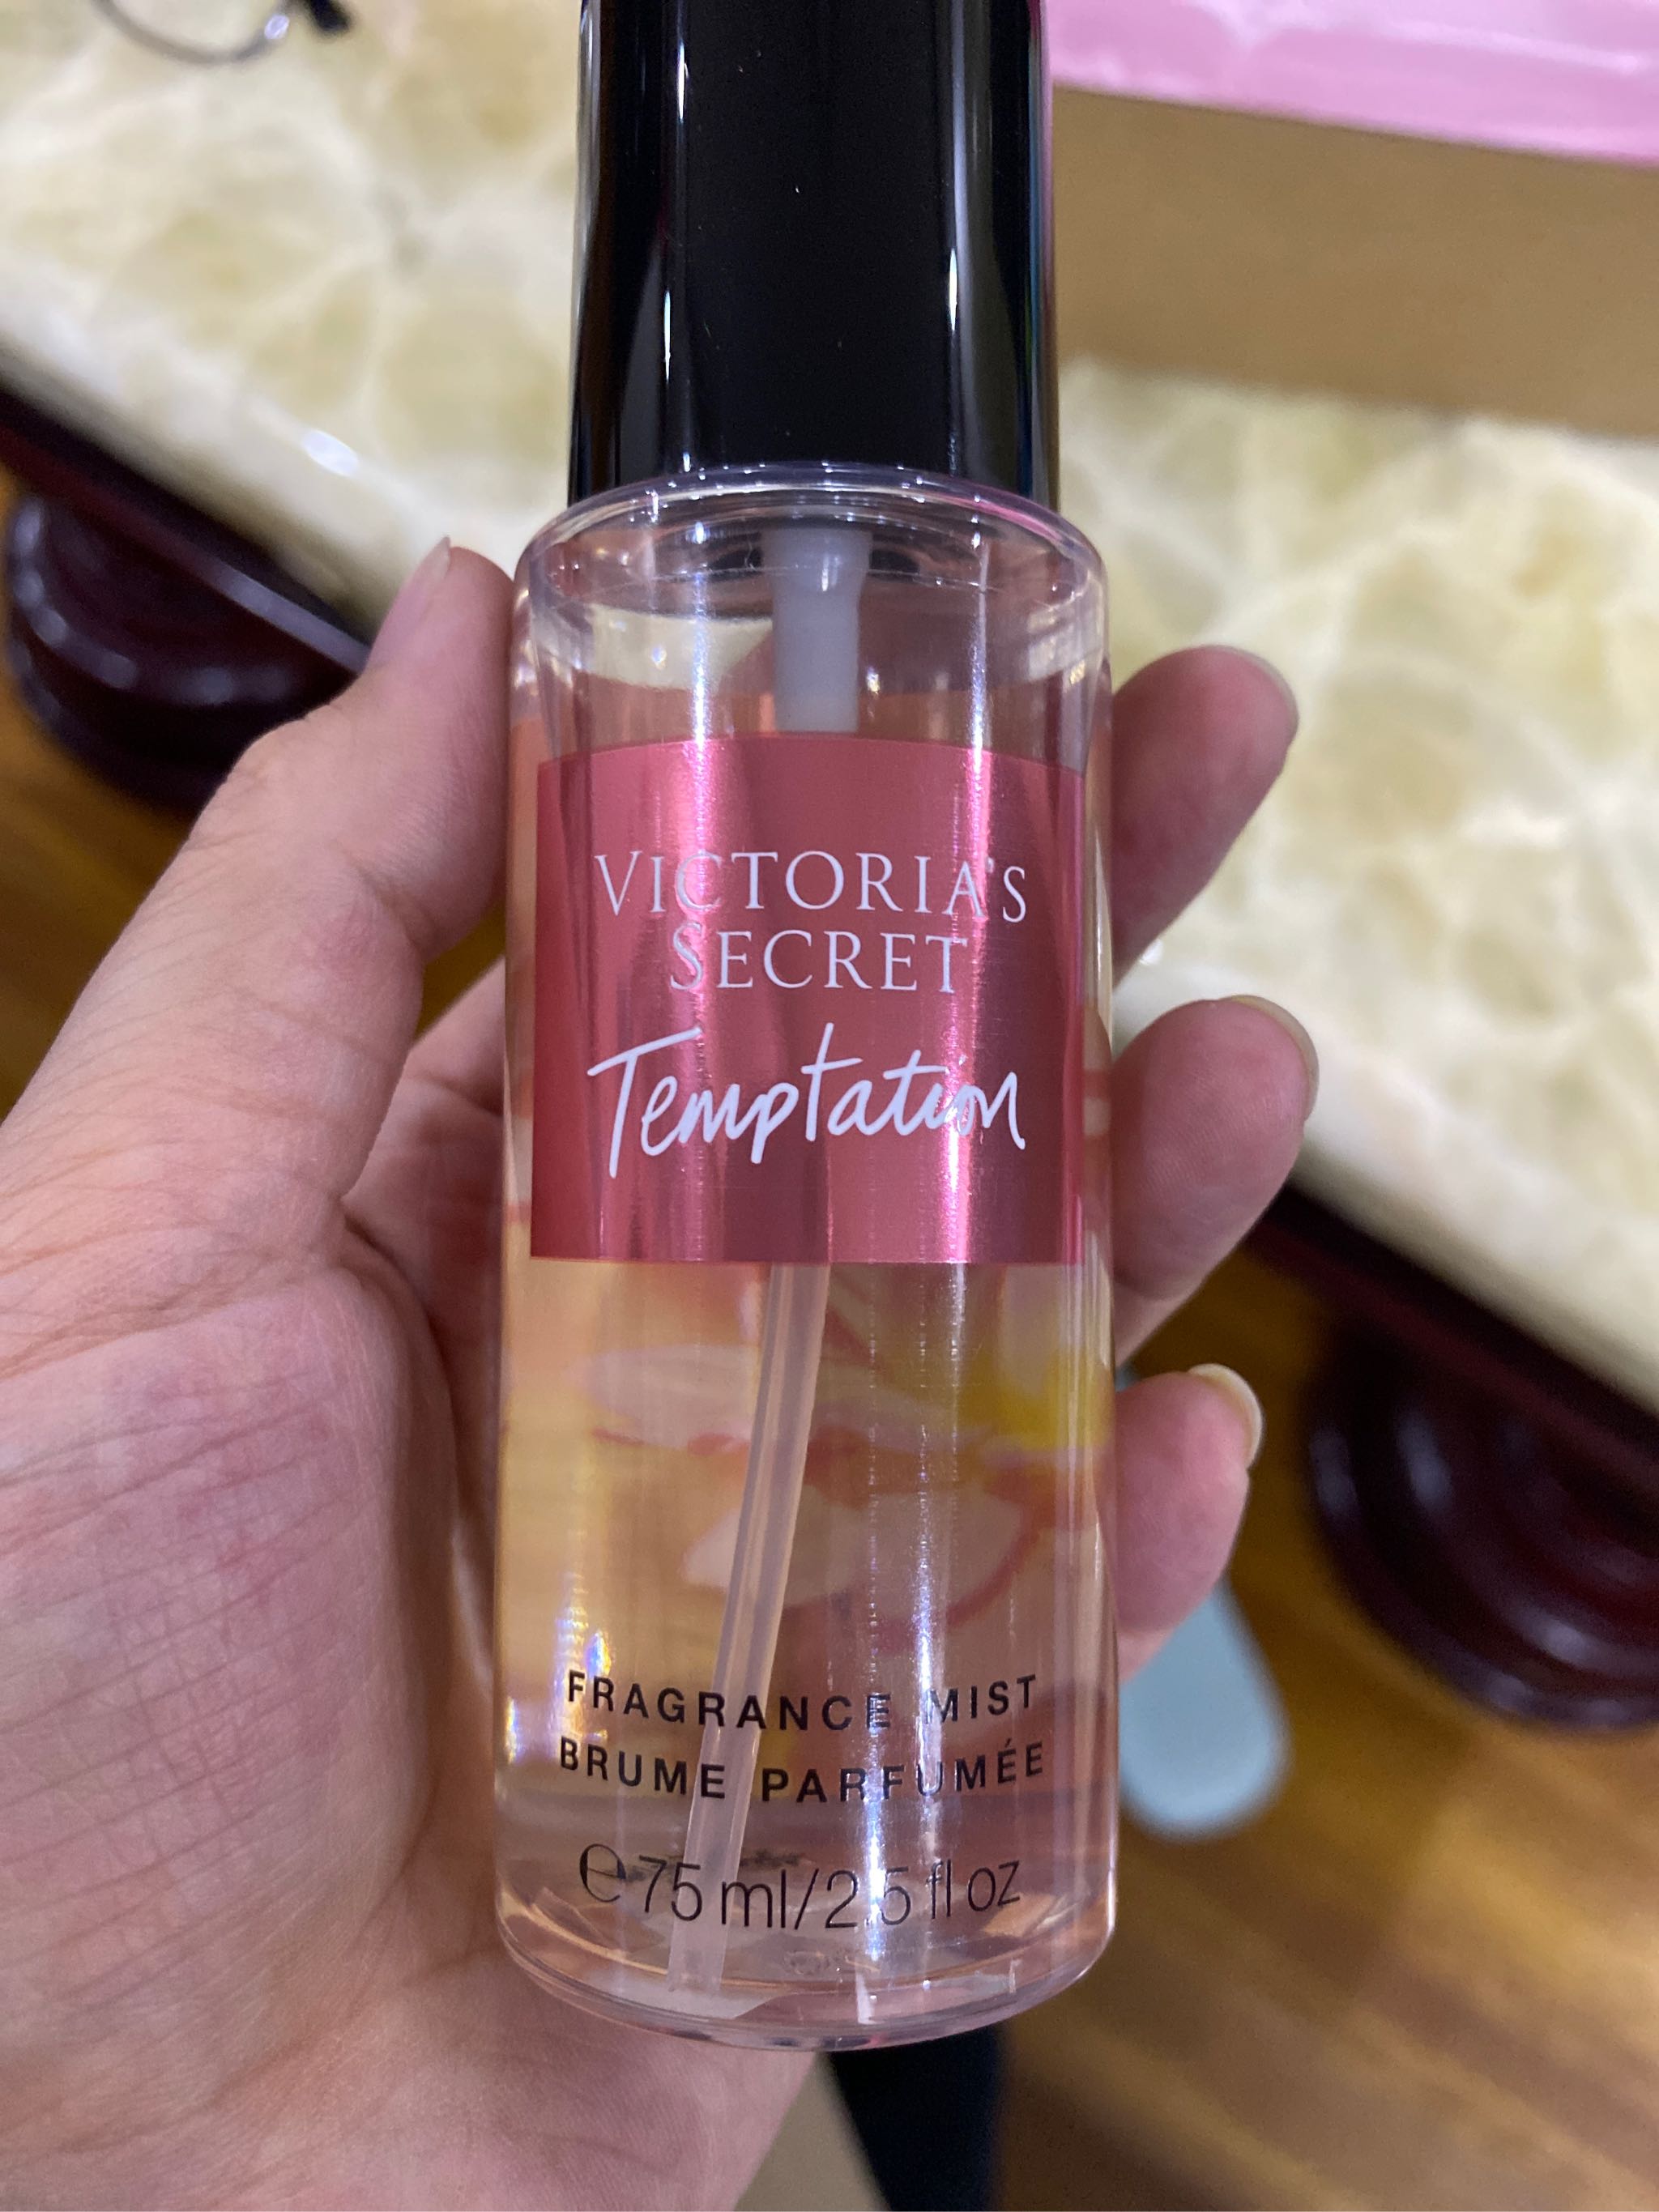 VICTORIA'S
SECRET
Temptation
FRAGRANCE MIST
BRUME PARFUMÉE
℮75 ml/2.5 fl oz